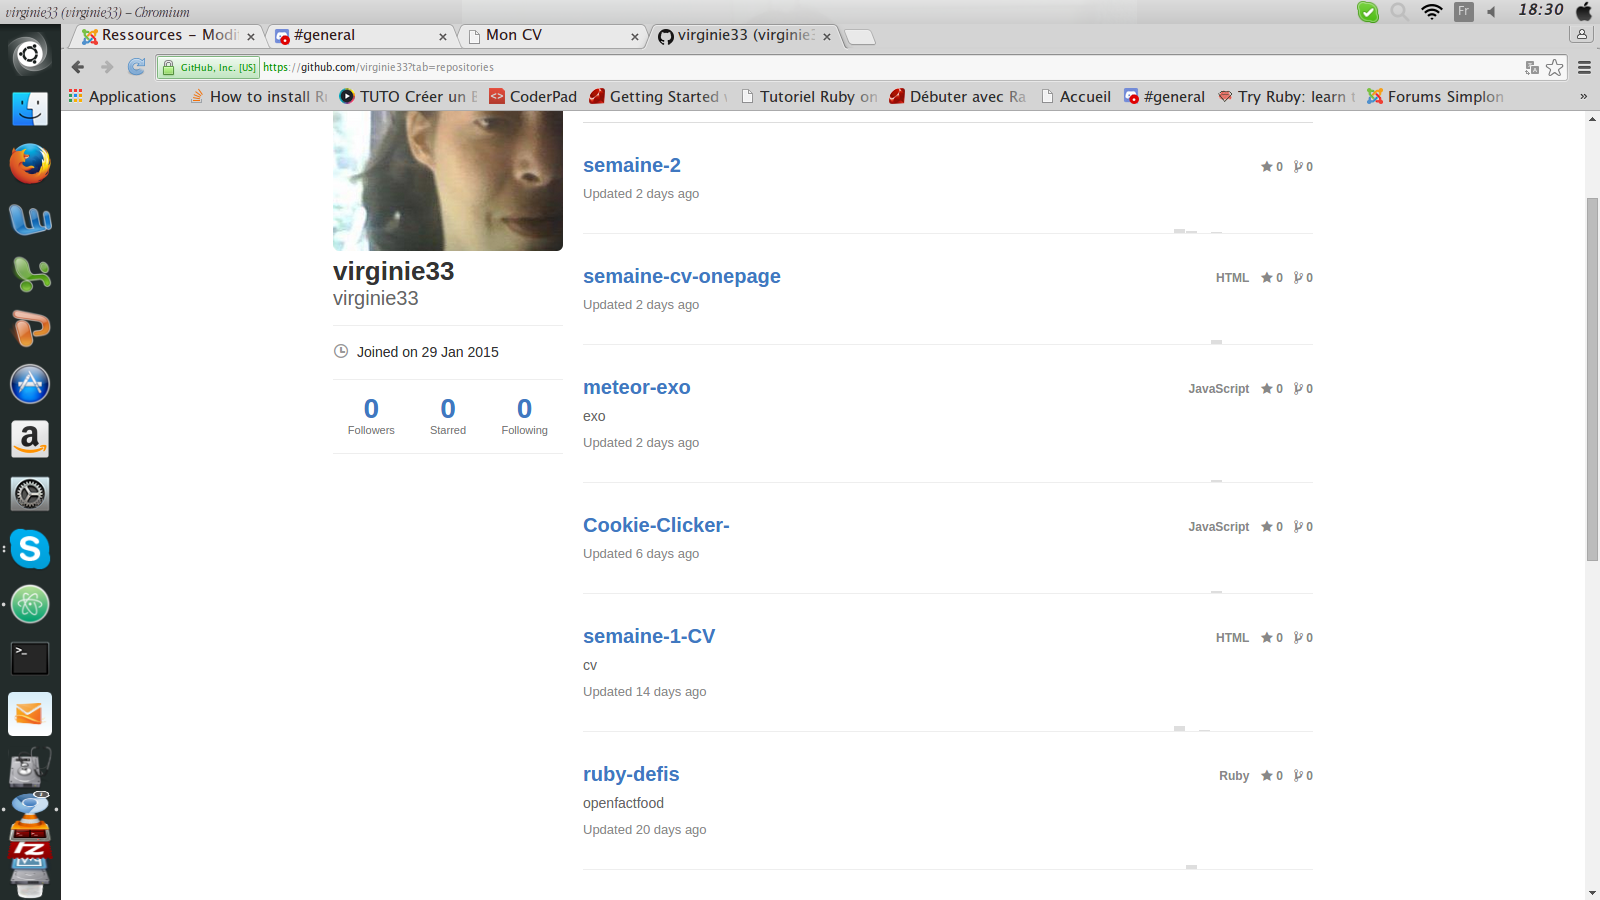 virginie33 (virginie33) – Chromium
Fr
18:30
Ressources – Modi
#general
Mon CV
virginie33 (virginie3
GitHub, Inc. [US]
https://github.com/virginie33?tab=repositories
Applications
How to install Ru
TUTO Créer un E
CoderPad
Getting Started
Tutoriel Ruby on
Débuter avec Ra
Accueil
#general
Try Ruby: learn t
Forums Simplon
»
virginie33
virginie33
Joined on 29 Jan 2015
0 0 0
Followers Starred Following
semaine-2
0 0
Updated 2 days ago
semaine-cv-onepage
HTML 0 0
Updated 2 days ago
meteor-exo
JavaScript 0 0
exo
Updated 2 days ago
Cookie-Clicker-
JavaScript 0 0
Updated 6 days ago
semaine-1-CV
HTML 0 0
cv
Updated 14 days ago
ruby-defis
Ruby 0 0
openfactfood
Updated 20 days ago